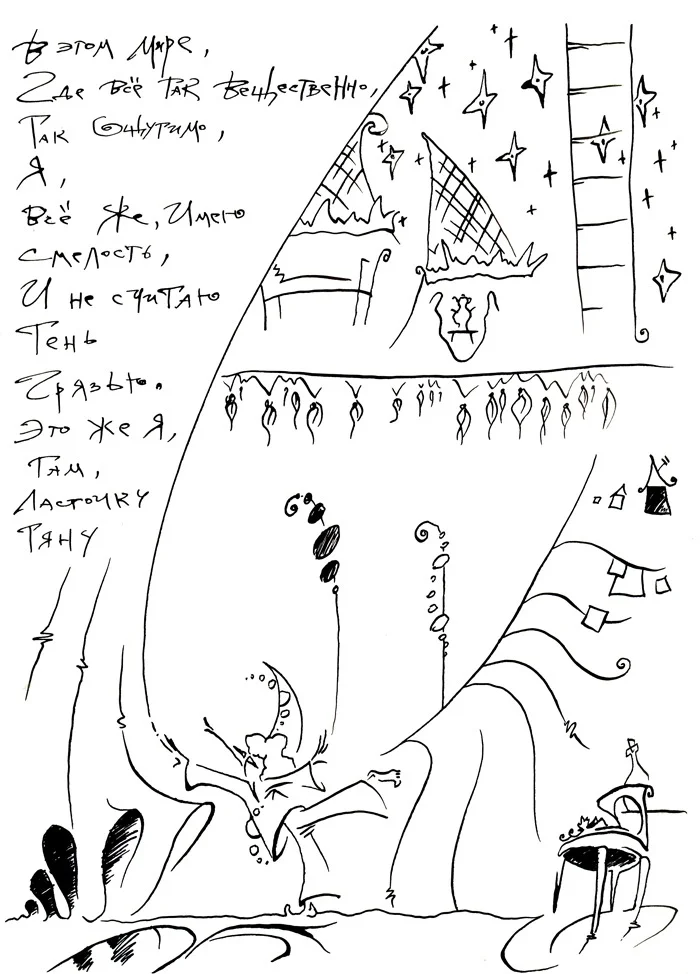 В этом мире,
Где всё так вещественно,
Так ощутимо,
Я,
Всё же, имею
смелость,
И не считаю
Тень
Грязью.
Это же я,
Там,
Ласточку
тяну